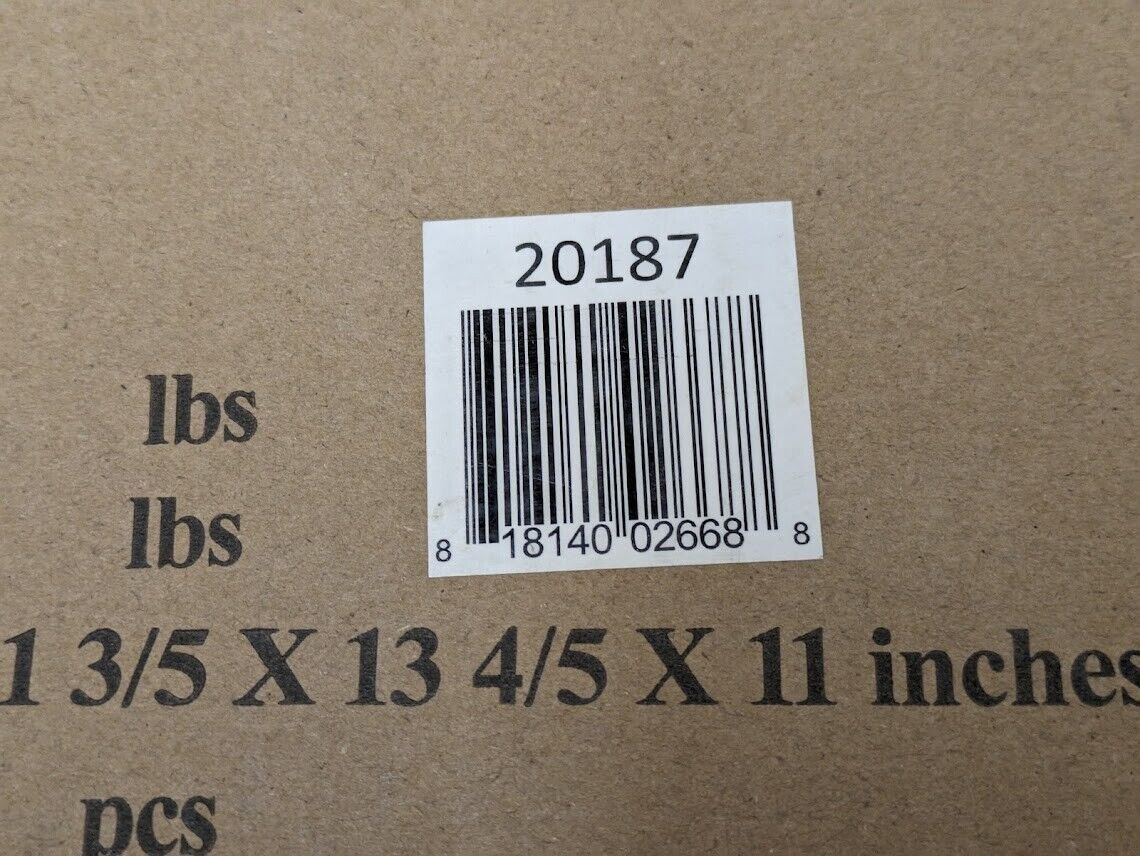 20187
8 18140 02668 8
lbs
lbs
1 3/5 X 13 4/5 X 11 inches
pcs